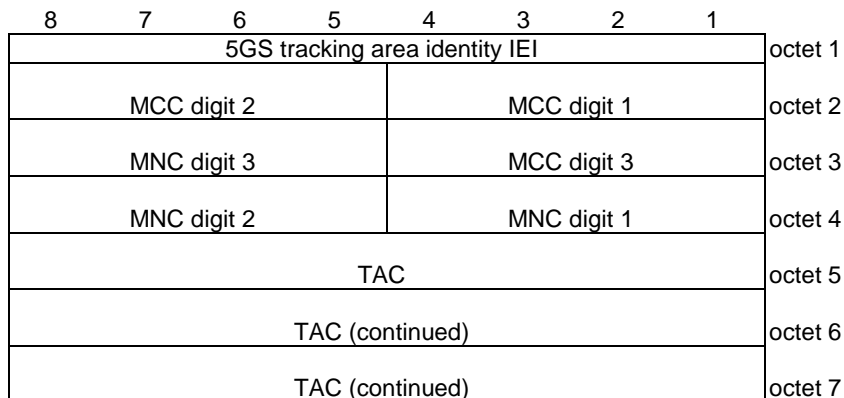 8 7 6 5 4 3 2 1
5GS tracking area identity IEI octet 1
MCC digit 2 MCC digit 1 octet 2
MNC digit 3 MCC digit 3 octet 3
MNC digit 2 MNC digit 1 octet 4
TAC octet 5
TAC (continued) octet 6
TAC (continued) octet 7